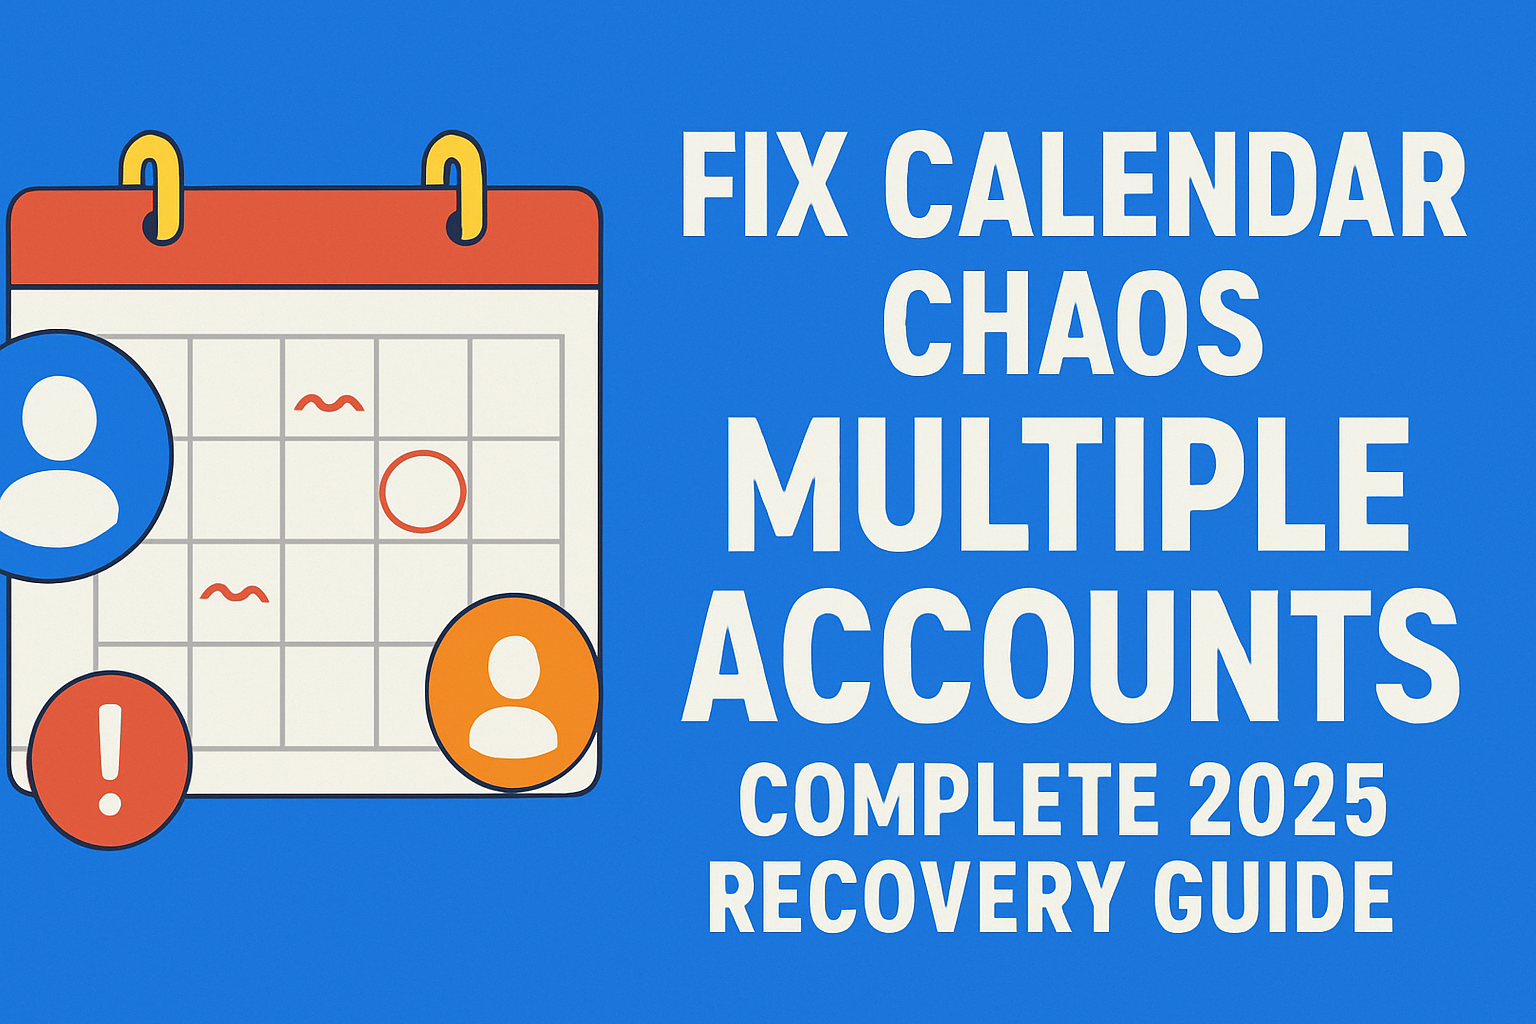 FIX CALENDAR
CHAOS
MULTIPLE
ACCOUNTS
COMPLETE 2025
RECOVERY GUIDE
!